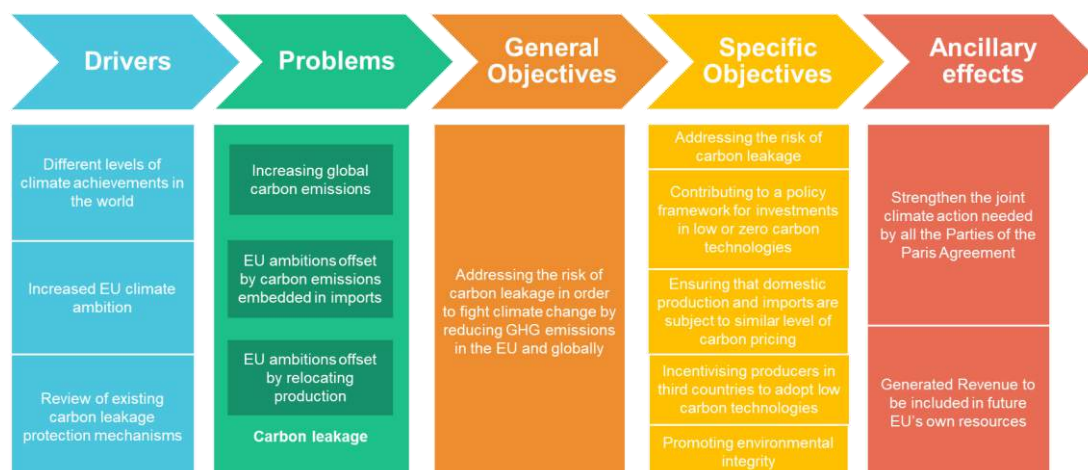 Drivers
Problems
General
Objectives
Specific
Objectives
Ancillary
effects
Different levels of
climate achievements in
the world
Increased EU climate
ambition
Review of existing
carbon leakage
protection mechanisms
Increasing global
carbon emissions
EU ambitions offset
by carbon emissions
embedded in imports
EU ambitions offset
by relocating
production
Carbon leakage
Addressing the risk of
carbon leakage in order
to fight climate change by
reducing GHG emissions
in the EU and globally
Addressing the risk of
carbon leakage
Contributing to a policy
framework for investments
in low or zero carbon
technologies
Ensuring that domestic
production and imports are
subject to similar level of
carbon pricing
Incentivising producers in
third countries to adopt low
carbon technologies
Promoting environmental
integrity
Strengthen the joint
climate action needed
by all the Parties of the
Paris Agreement
Generated Revenue to
be included in future
EU's own resources